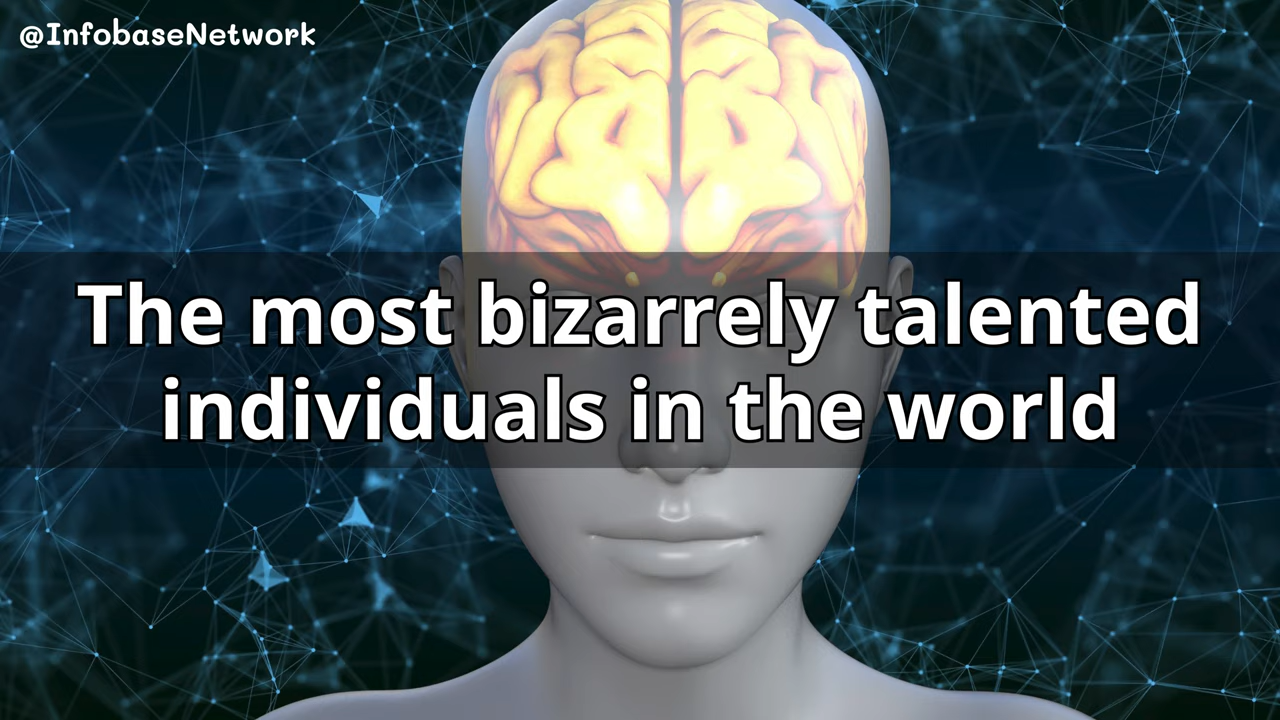 @InfobaseNetwork
The most bizarrely talented
individuals in the world